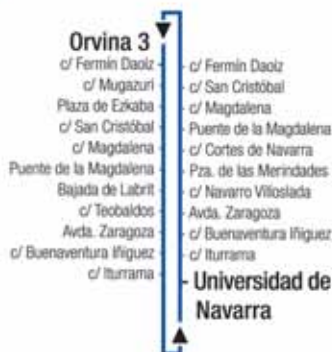 Orvina 3
c/ Fermín Daoiz
c/ Mugazuri
Plaza de Ezkaba
c/ San Cristóbal
c/ Magdalena
Puente de la Magdalena
Bajada de Labrit
c/ Teobaldos
Avda. Zaragoza
c/ Buenaventura Iñiguez
c/ Iturrama
c/ Fermín Daoiz
c/ San Cristóbal
c/ Magdalena
Puente de la Magdalena
c/ Cortes de Navarra
Pza. de las Merindades
c/ Navarro Villoslada
Avda. Zaragoza
c/ Buenaventura Iñiguez
c/ Iturrama
Universidad de
Navarra